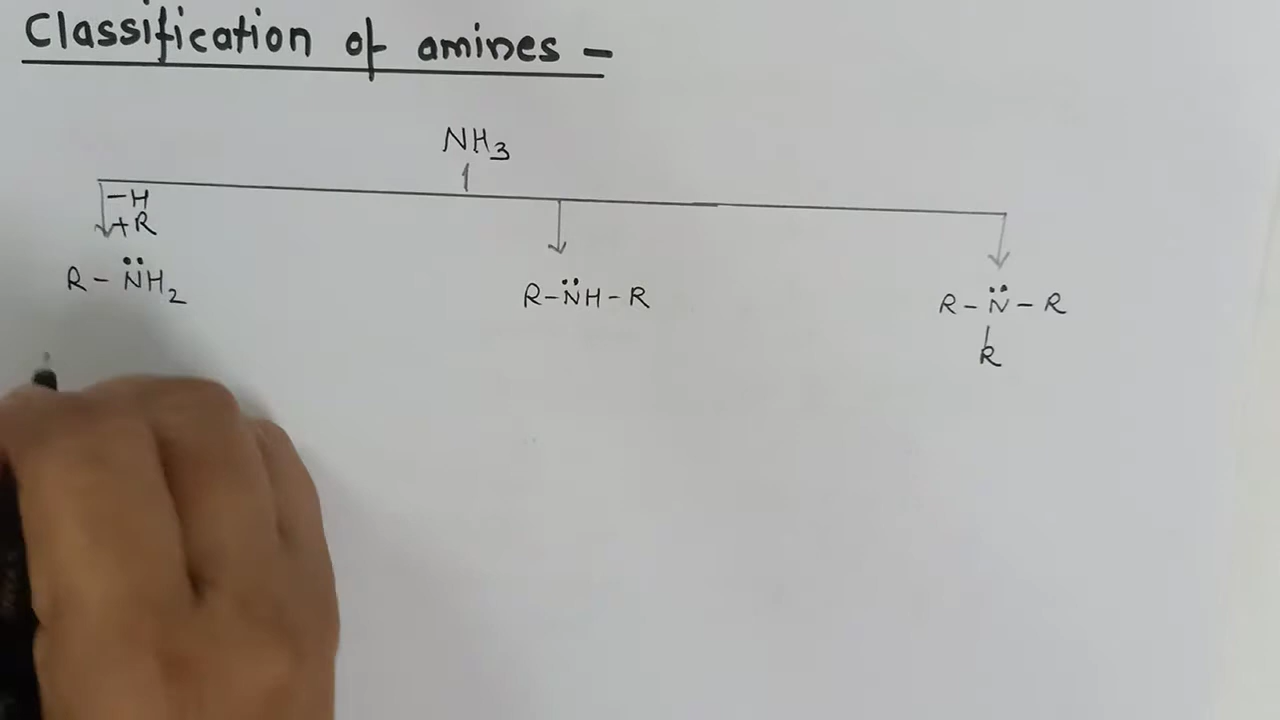 Classification of amines -
NH3
-H
+R
R - N̈H2
R-N̈H-R
R - N̈ - R
R